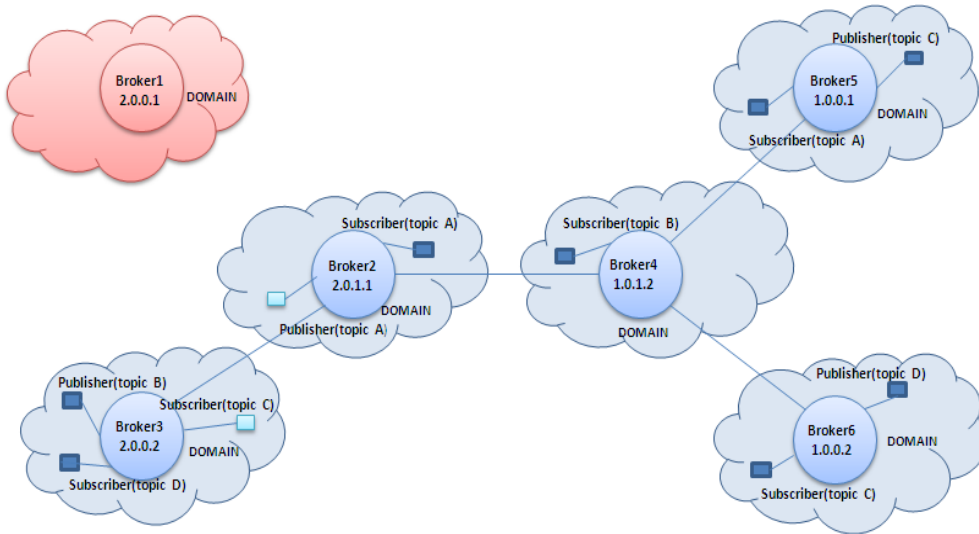 Broker1
2.0.0.1
DOMAIN
Publisher(topic C)
Broker5
1.0.0.1
DOMAIN
Subscriber(topic A)
Subscriber(topic A)
Broker2
2.0.1.1
DOMAIN
Publisher(topic A)
Subscriber(topic B)
Broker4
1.0.1.2
DOMAIN
Publisher(topic B)
Subscriber(topic C)
Broker3
2.0.0.2
DOMAIN
Subscriber(topic D)
Publisher(topic D)
Broker6
1.0.0.2
DOMAIN
Subscriber(topic C)